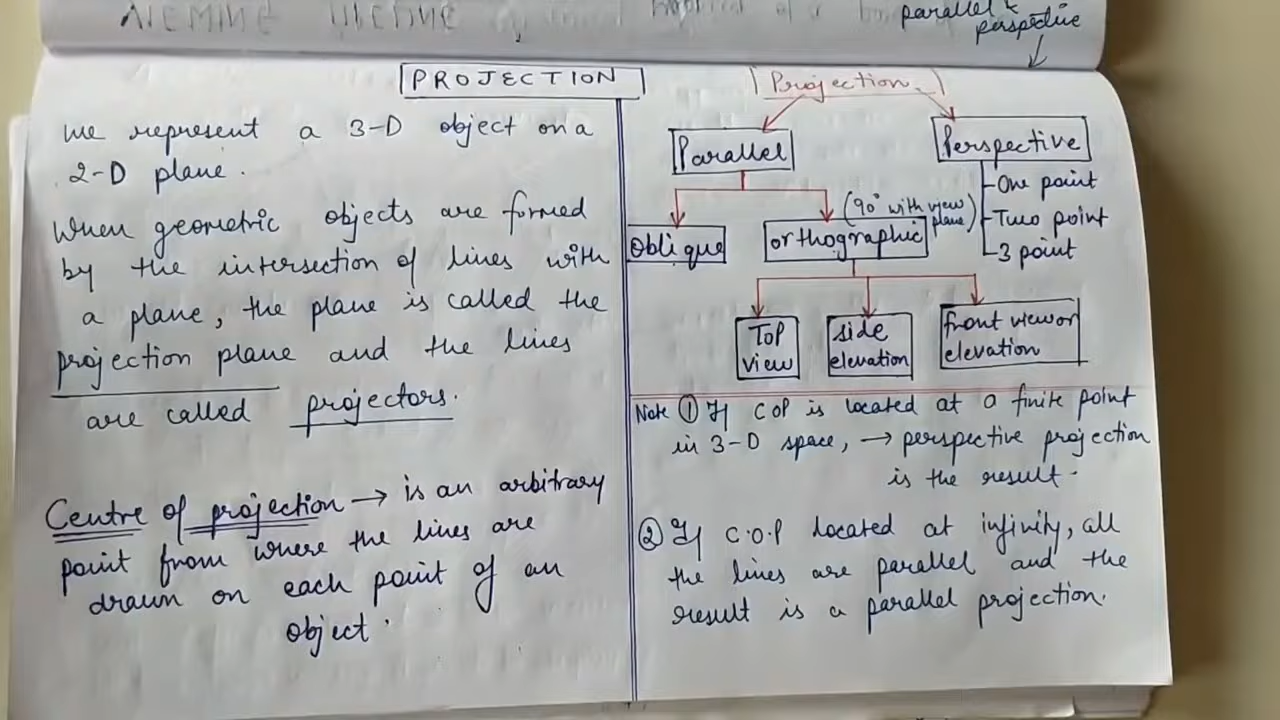 parallel &
perspective
PROJECTION
we represent a 3-D object on a
2-D plane.
When geometric objects are formed
by the intersection of lines with
a plane, the plane is called the
projection plane and the lines
are called projectors.
Centre of projection → is an arbitrary
point from where the lines are
drawn on each point of an
object.
Projection
Parallel
Perspective
One point
Two point
3 point
Oblique
orthographic
(90° with view
plane)
Top
view
side
elevation
front view or
elevation
Note ① If COP is located at a finite point
in 3-D space, → perspective projection
is the result.
② If C.O.P located at infinity, all
the lines are parallel and the
result is a parallel projection.